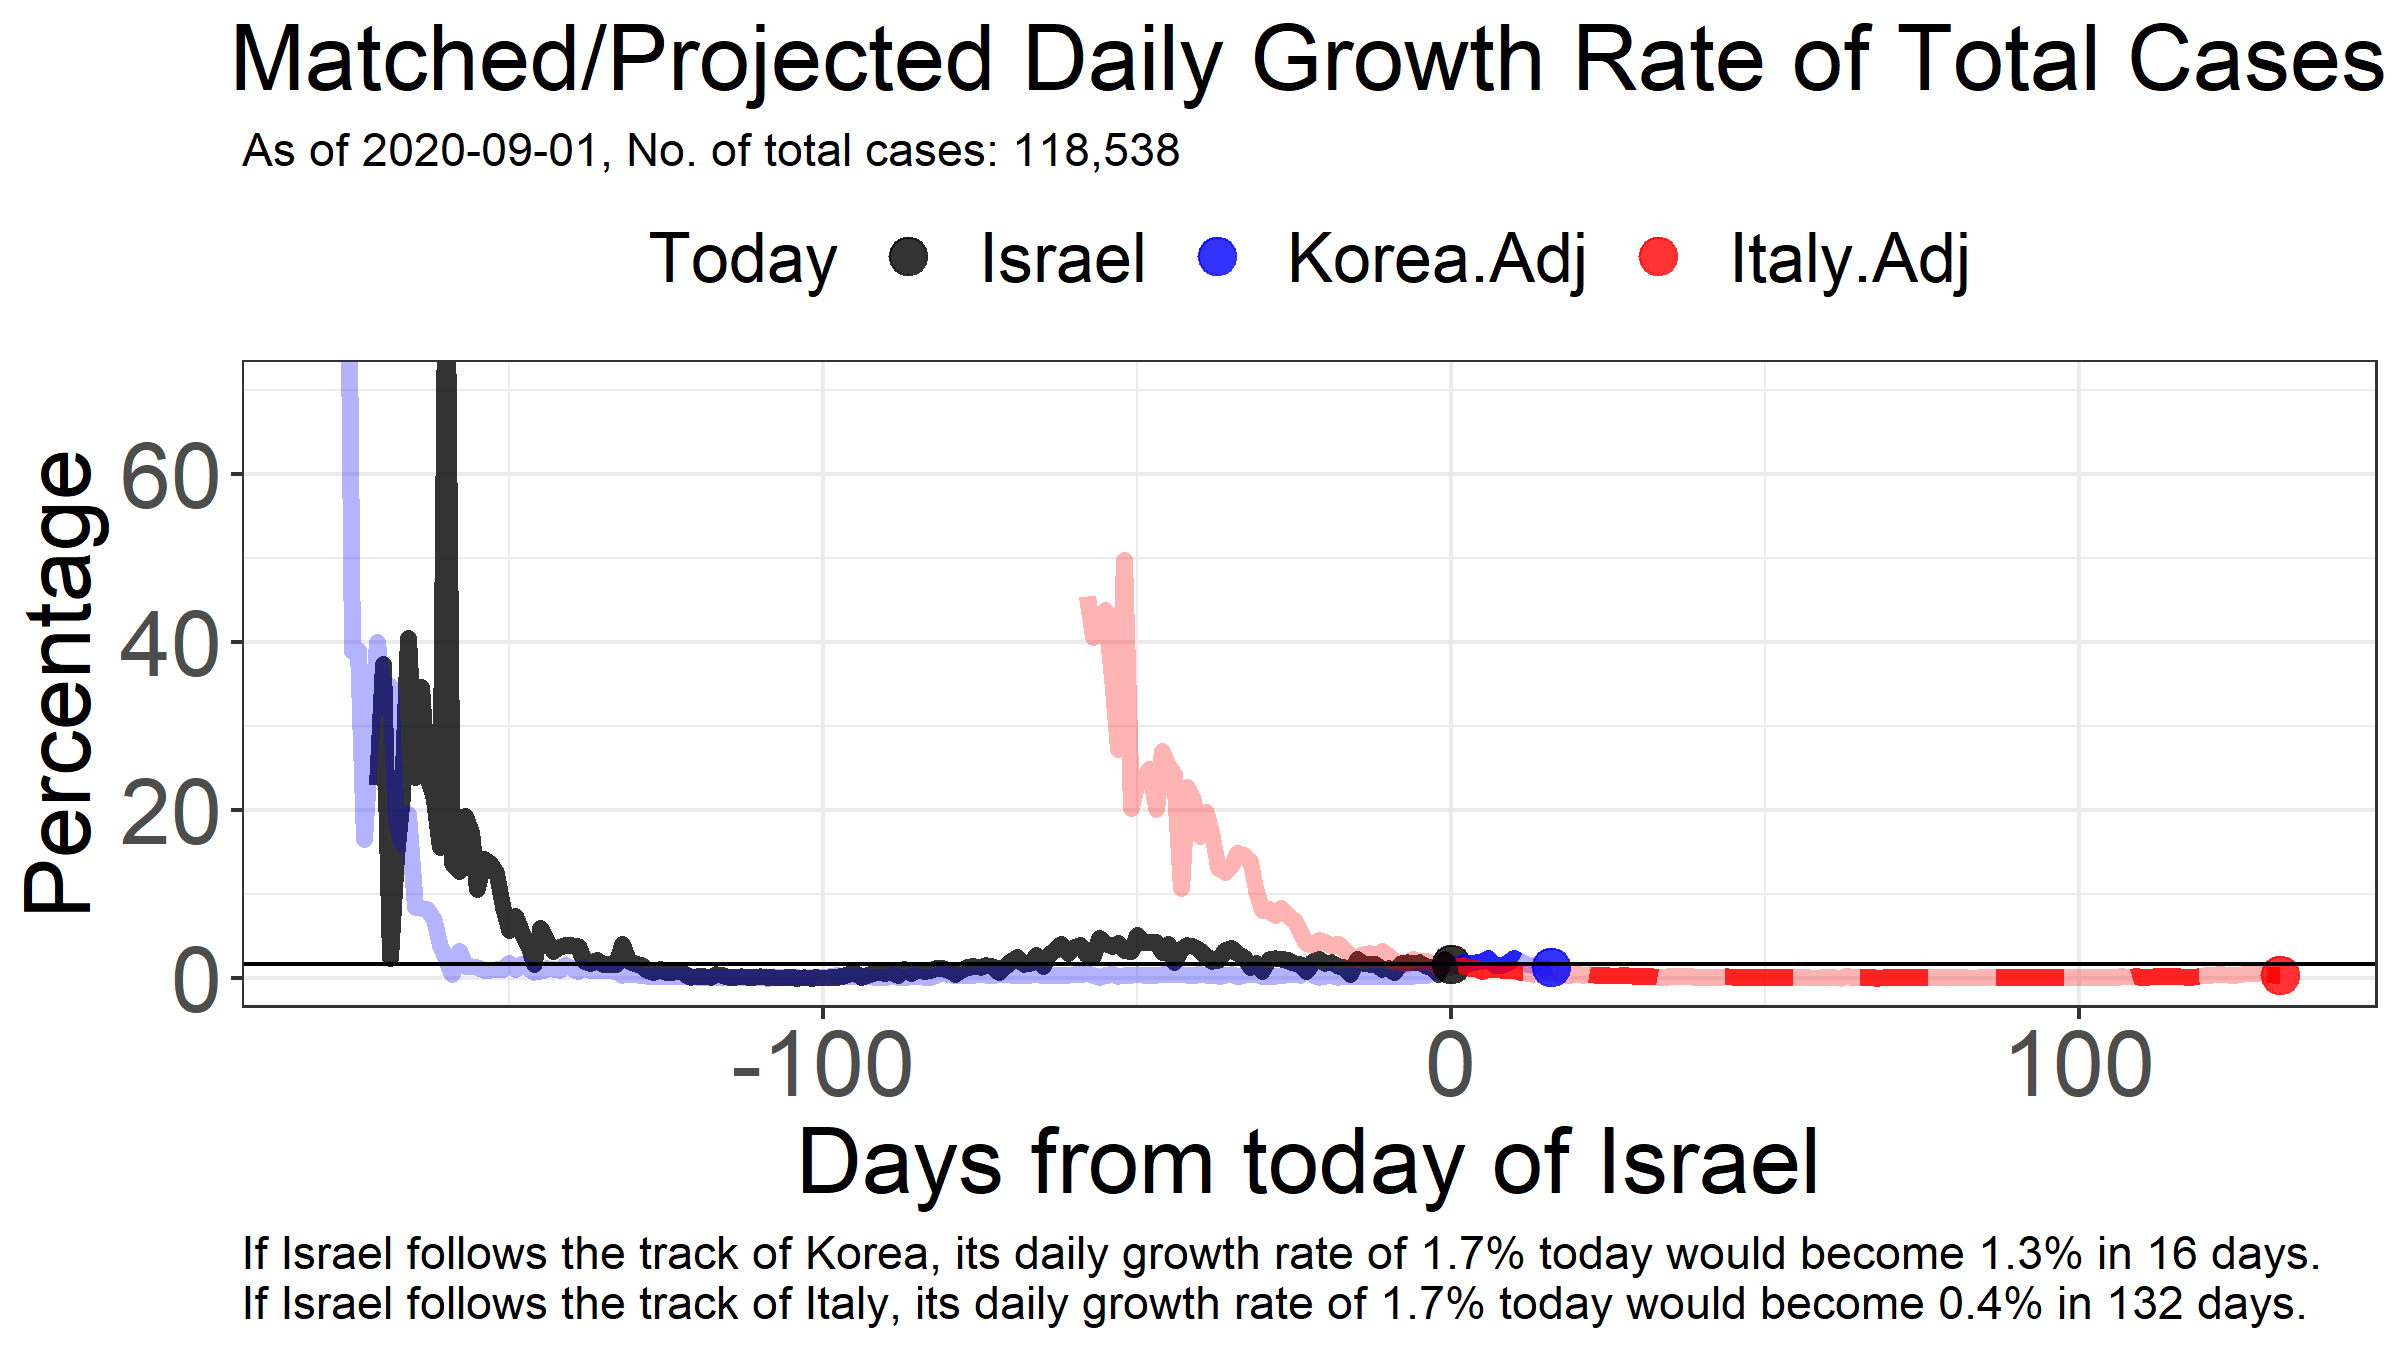 Matched/Projected Daily Growth Rate of Total Cases
As of 2020-09-01, No. of total cases: 118,538
Today Israel Korea.Adj Italy.Adj
Percentage
60
40
20
0
-100 0 100
Days from today of Israel
If Israel follows the track of Korea, its daily growth rate of 1.7% today would become 1.3% in 16 days.
If Israel follows the track of Italy, its daily growth rate of 1.7% today would become 0.4% in 132 days.